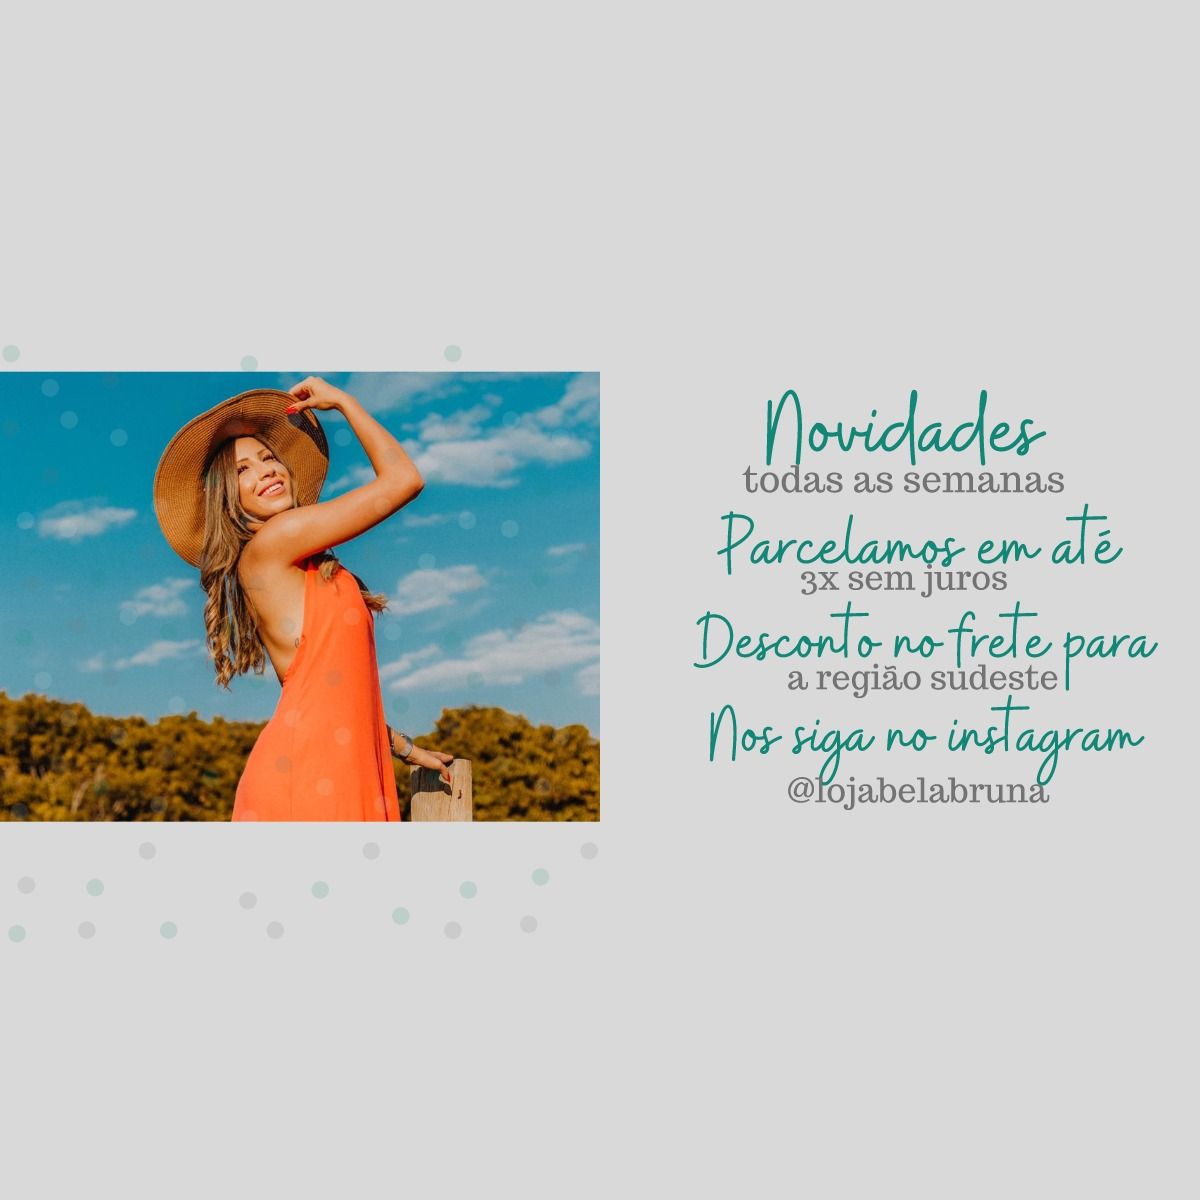 Novidades
todas as semanas
Parcelamos em até
3x sem juros
Desconto no frete para
a região sudeste
Nos siga no instagram
@lojabelabruna